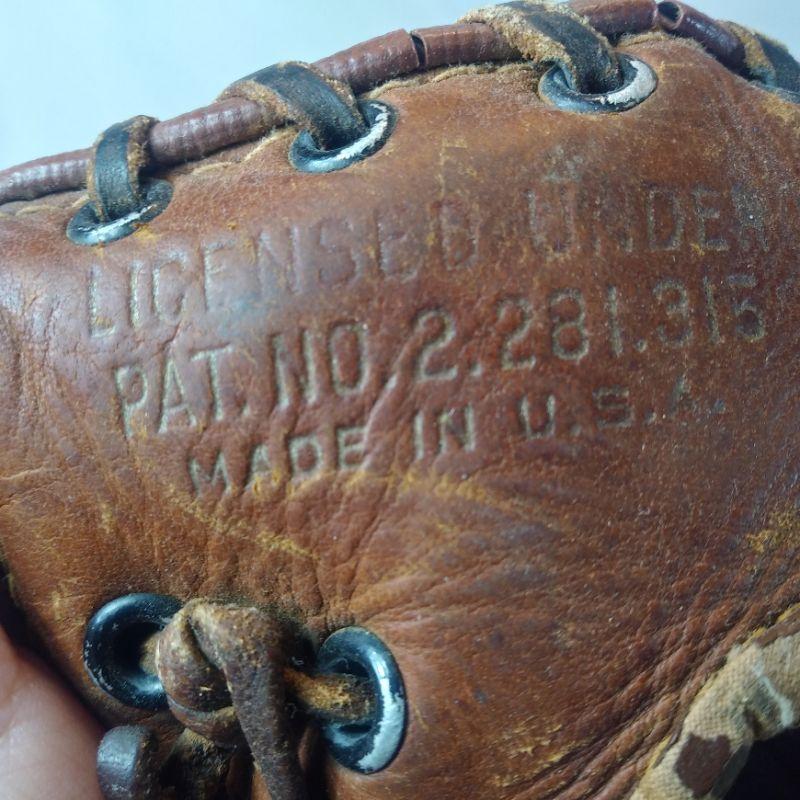 LICENSED UNDER
PAT. NO. 2.281.315
MADE IN U.S.A.